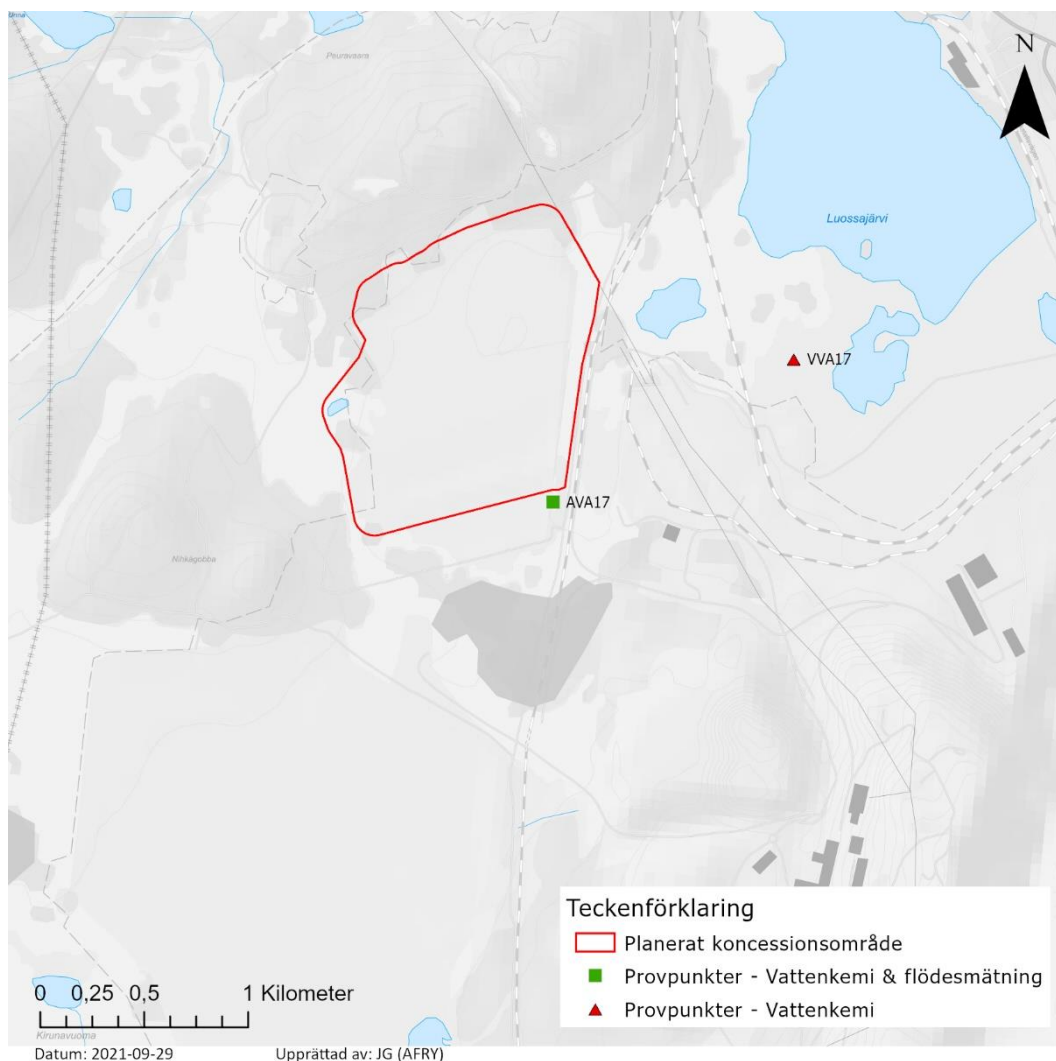 Peuravaara
N
Luossajärvi
VVA17
AVA17
Teckenförklaring
Planerat koncessionsområde
Provpunkter - Vattenkemi & flödesmätning
Provpunkter - Vattenkemi
0 0,25 0,5 1 Kilometer
Kirunavuoma
Datum: 2021-09-29 Upprättad av: JG (AFRY)